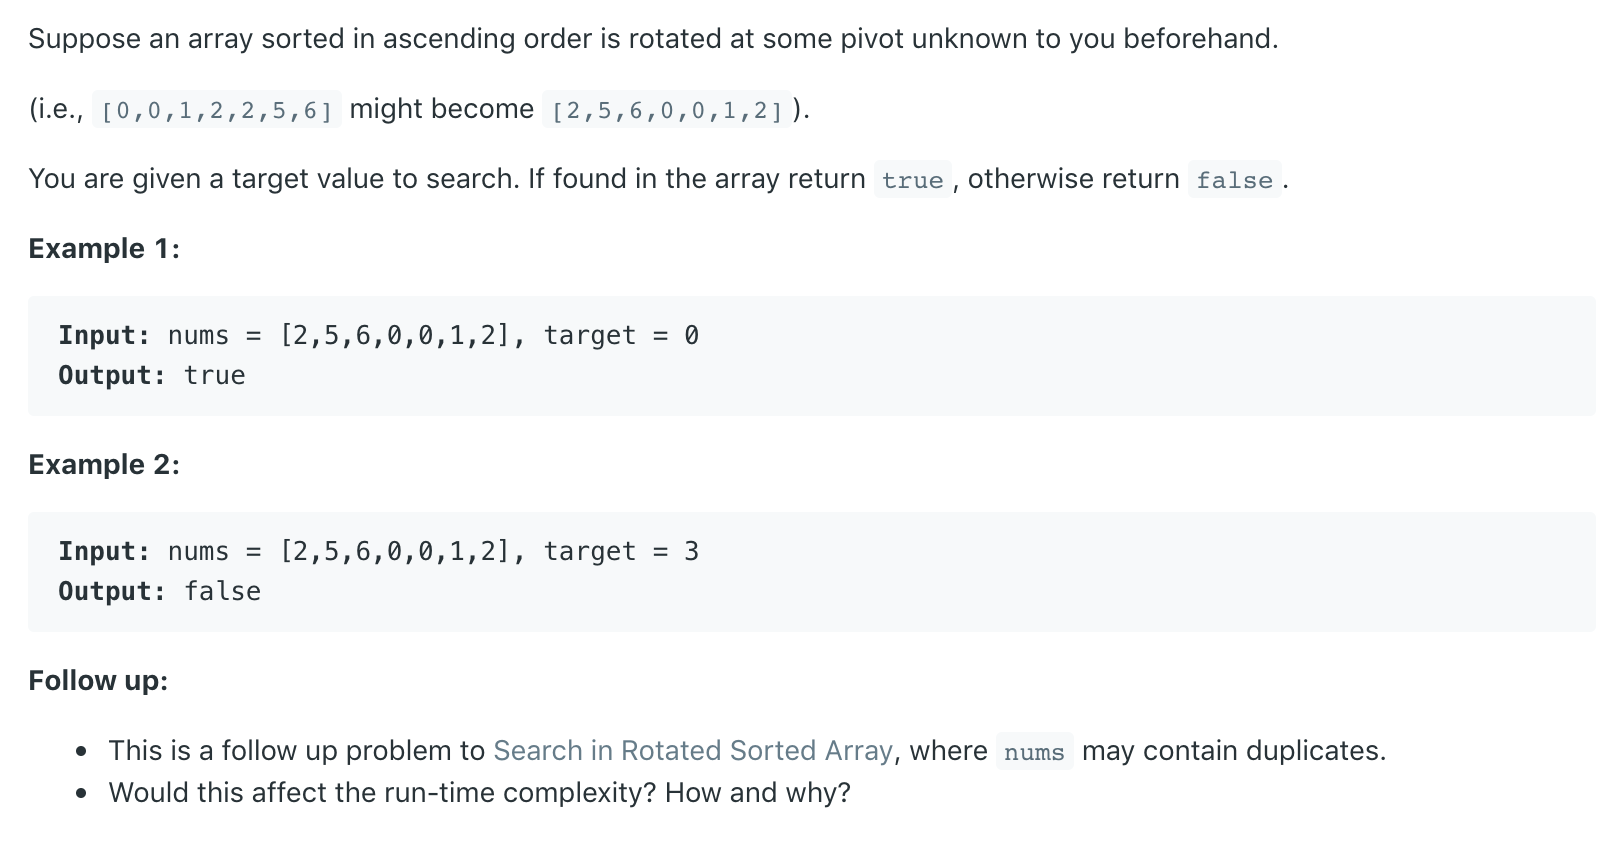 Suppose an array sorted in ascending order is rotated at some pivot unknown to you beforehand.
(i.e., [0,0,1,2,2,5,6] might become [2,5,6,0,0,1,2]).
You are given a target value to search. If found in the array return true, otherwise return false.
Example 1:
Input: nums = [2,5,6,0,0,1,2], target = 0
Output: true
Example 2:
Input: nums = [2,5,6,0,0,1,2], target = 3
Output: false
Follow up:
• This is a follow up problem to Search in Rotated Sorted Array, where nums may contain duplicates.
• Would this affect the run-time complexity? How and why?